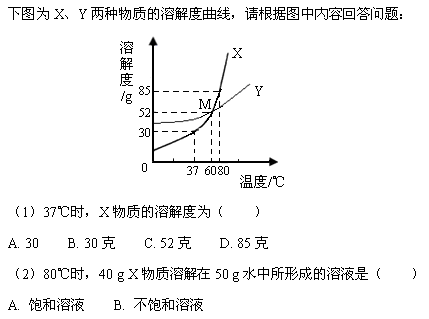 下图为 X、Y 两种物质的溶解度曲线，请根据图中内容回答问题：
溶解度/g
X
Y
M
85
52
30
0
37 60 80
温度/℃
（1）37℃时，X 物质的溶解度为（ ）
A. 30 B. 30 克 C. 52 克 D. 85 克
（2）80℃时，40 g X 物质溶解在 50 g 水中所形成的溶液是（ ）
A. 饱和溶液 B. 不饱和溶液